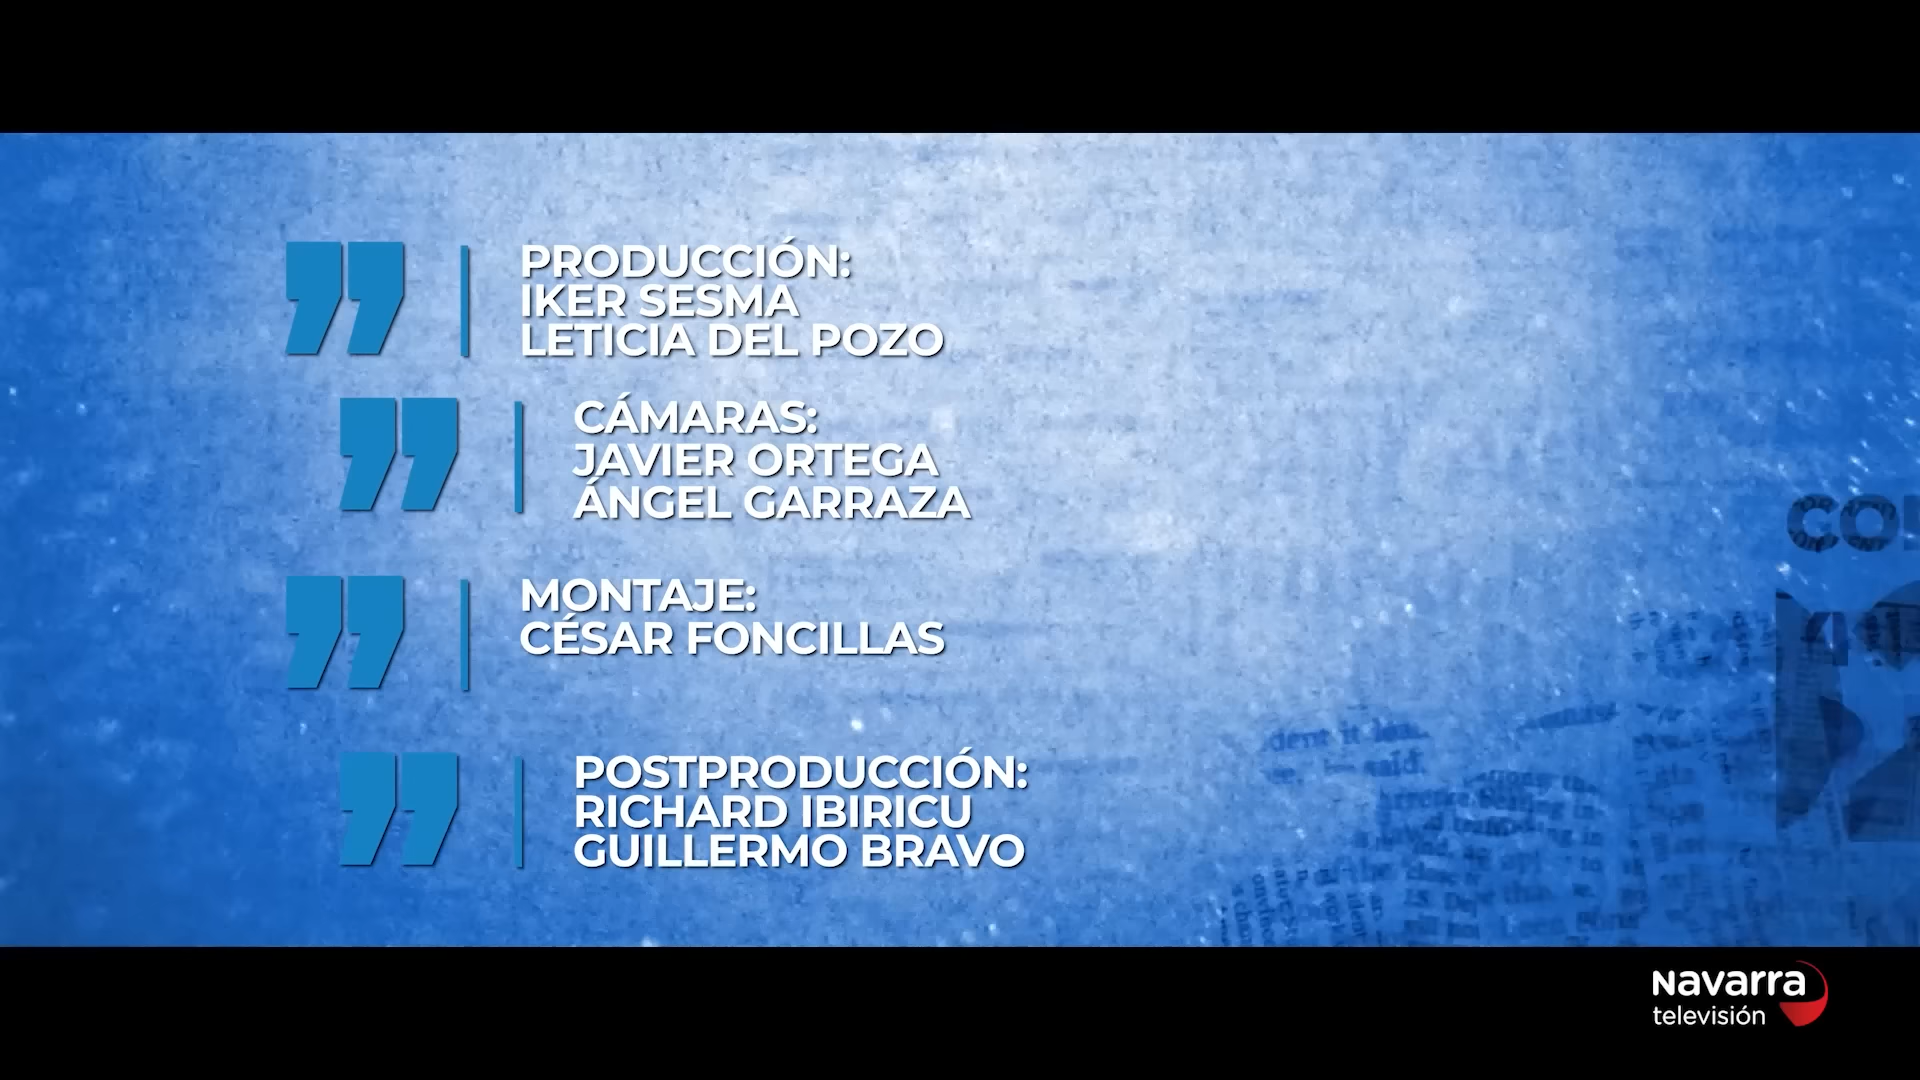 PRODUCCIÓN:
IKER SESMA
LETICIA DEL POZO
CÁMARAS:
JAVIER ORTEGA
ÁNGEL GARRAZA
MONTAJE:
CÉSAR FONCILLAS
POSTPRODUCCIÓN:
RICHARD IBIRICU
GUILLERMO BRAVO
said.
Navarra
televisión